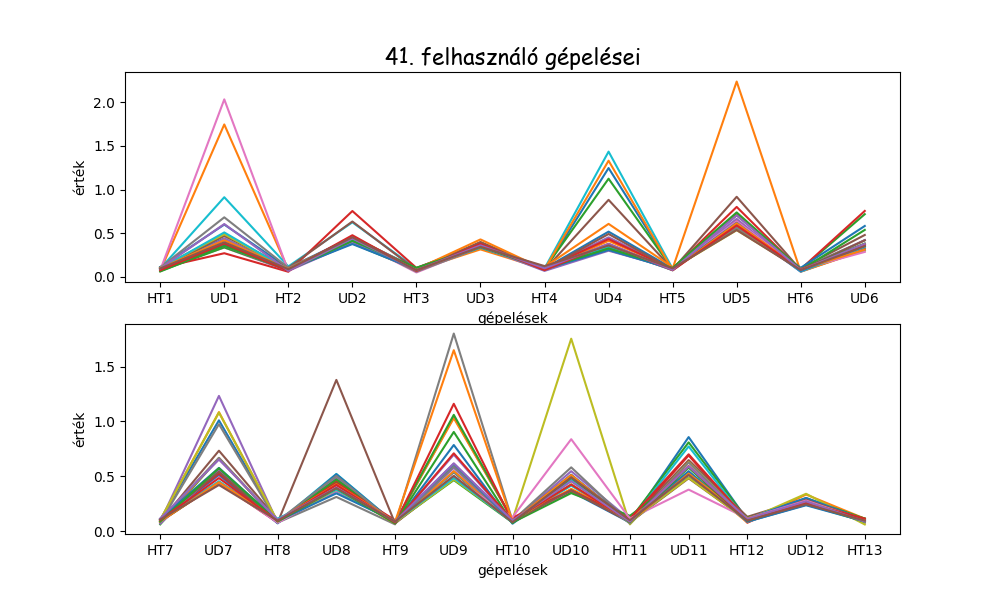 41. felhasználó gépelései
érték
2.0
1.5
1.0
0.5
0.0
HT1 UD1 HT2 UD2 HT3 UD3 HT4 UD4 HT5 UD5 HT6 UD6
gépelések
érték
1.5
1.0
0.5
0.0
HT7 UD7 HT8 UD8 HT9 UD9 HT10 UD10 HT11 UD11 HT12 UD12 HT13
gépelések